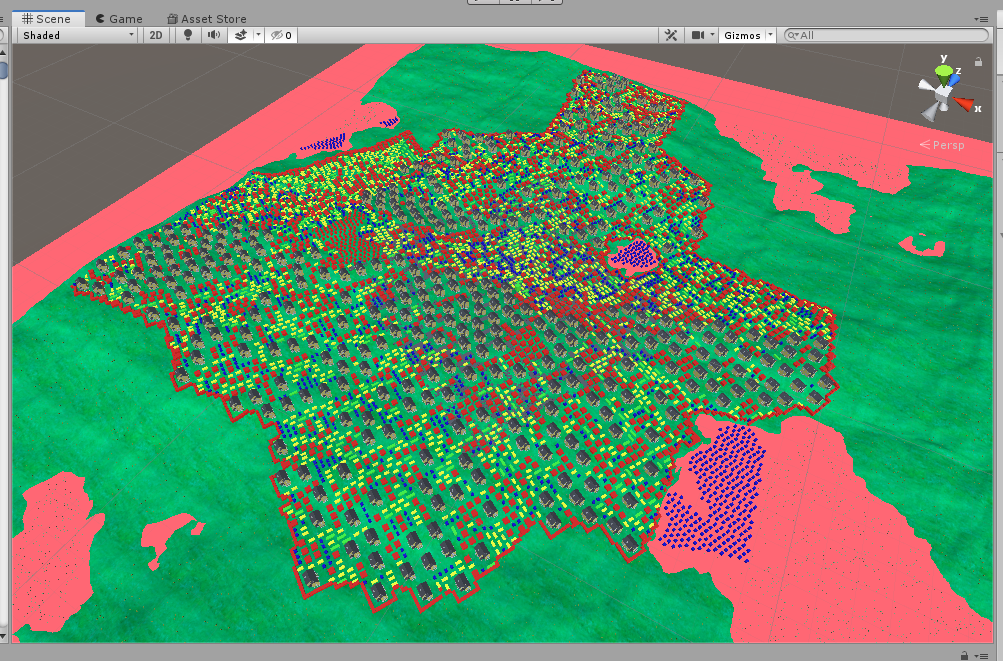 Scene Game Asset Store
Shaded 2D 0 Gizmos All
y
z
x
Persp